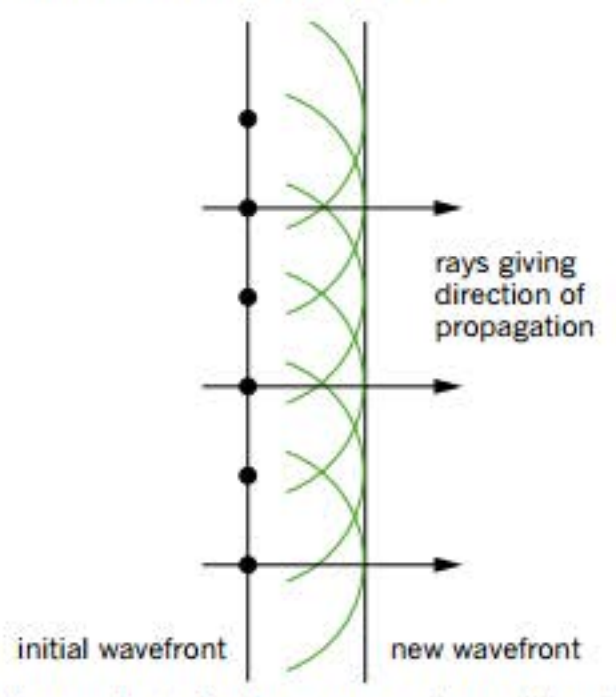 rays giving
direction of
propagation
initial wavefront
new wavefront